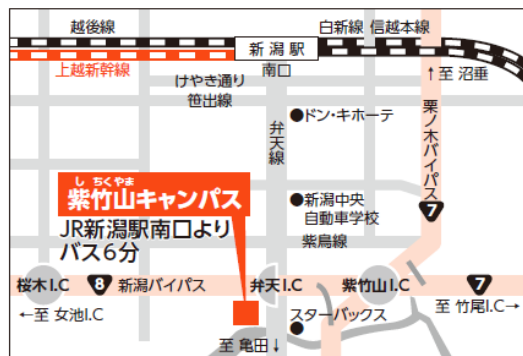 越後線
白新線 信越本線
新潟駅
上越新幹線
南口
↑至 沼垂
けやき通り
笹出線
●ドン・キホーテ
弁天線
栗ノ木バイパス
しちくやま
紫竹山キャンパス
JR新潟駅南口より
バス6分
●新潟中央
自動車学校
7
紫鳥線
桜木I.C
8
新潟バイパス
弁天I.C
紫竹山I.C
7
←至 女池I.C
スターバックス
至 竹尾I.C→
至 亀田↓